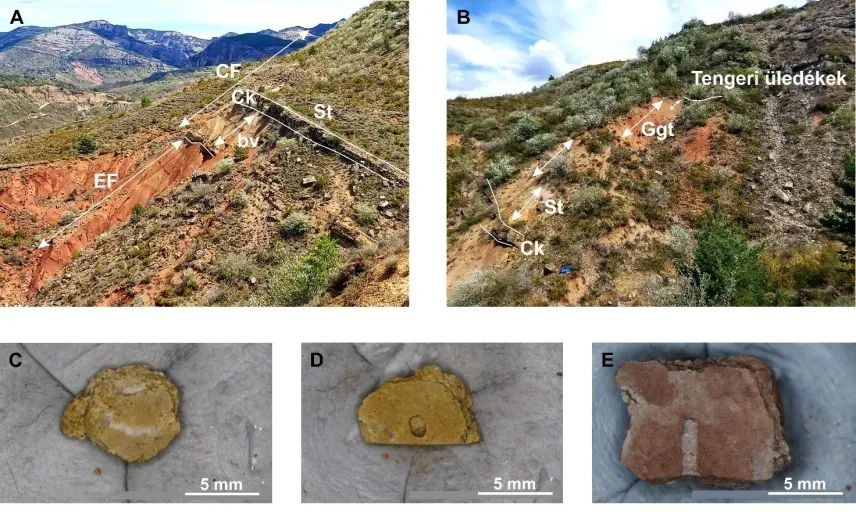 A
CF
Ck
St
bv
EF
B
Tengeri üledékek
Ggt
St
Ck
C
5 mm
D
5 mm
E
5 mm